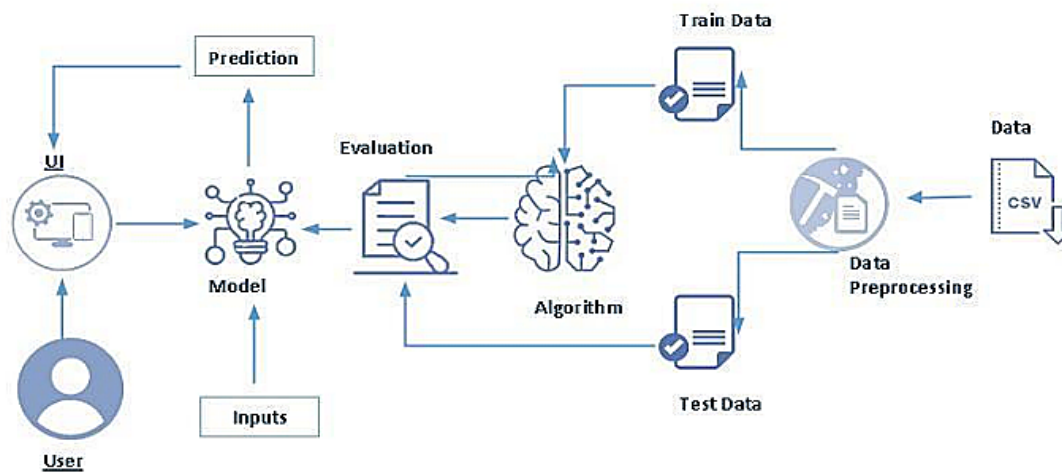 Train Data
Prediction
Data
Evaluation
UI
CSV
Model
Algorithm
Data
Preprocessing
Inputs
Test Data
User